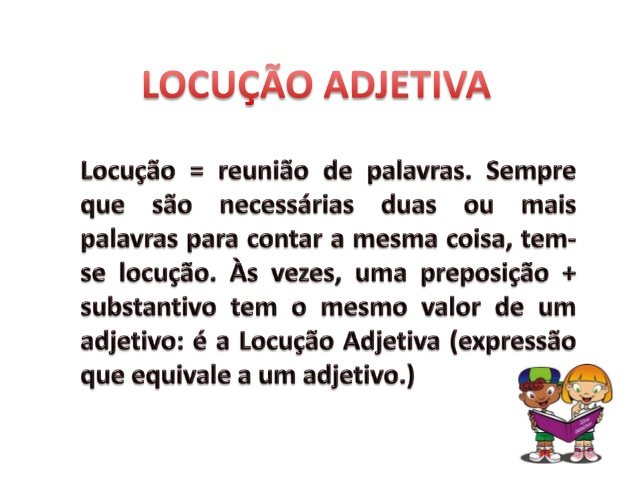 LOCUÇÃO ADJETIVA
Locução = reunião de palavras. Sempre
que são necessárias duas ou mais
palavras para contar a mesma coisa, tem-
se locução. Às vezes, uma preposição +
substantivo tem o mesmo valor de um
adjetivo: é a Locução Adjetiva (expressão
que equivale a um adjetivo.)